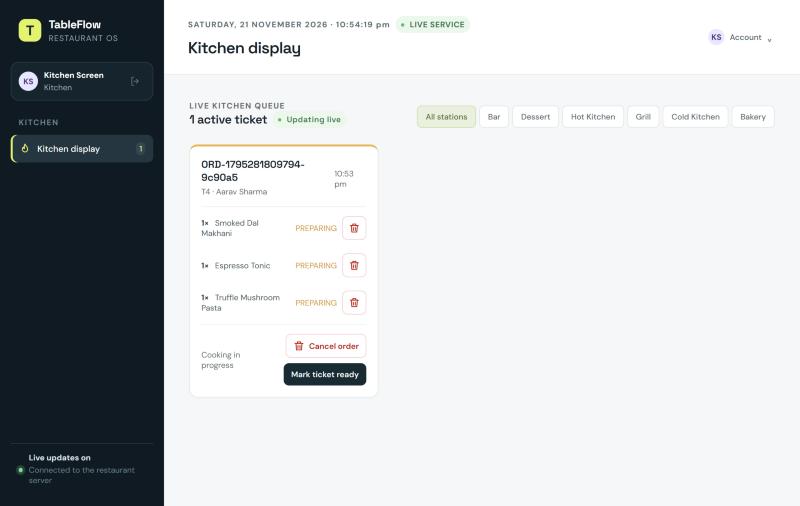 T
TableFlow
RESTAURANT OS
KS
Kitchen Screen
Kitchen
KITCHEN
Kitchen display 1
Live updates on
Connected to the restaurant
server
SATURDAY, 21 NOVEMBER 2026 · 10:54:19 pm LIVE SERVICE
Kitchen display
KS Account
LIVE KITCHEN QUEUE
1 active ticket Updating live
All stations Bar Dessert Hot Kitchen Grill Cold Kitchen Bakery
ORD-1795281809794-
9c90a5
10:53
pm
T4 · Aarav Sharma
1× Smoked Dal
Makhani
PREPARING
1× Espresso Tonic PREPARING
1× Truffle Mushroom
Pasta
PREPARING
Cooking in
progress
Cancel order
Mark ticket ready